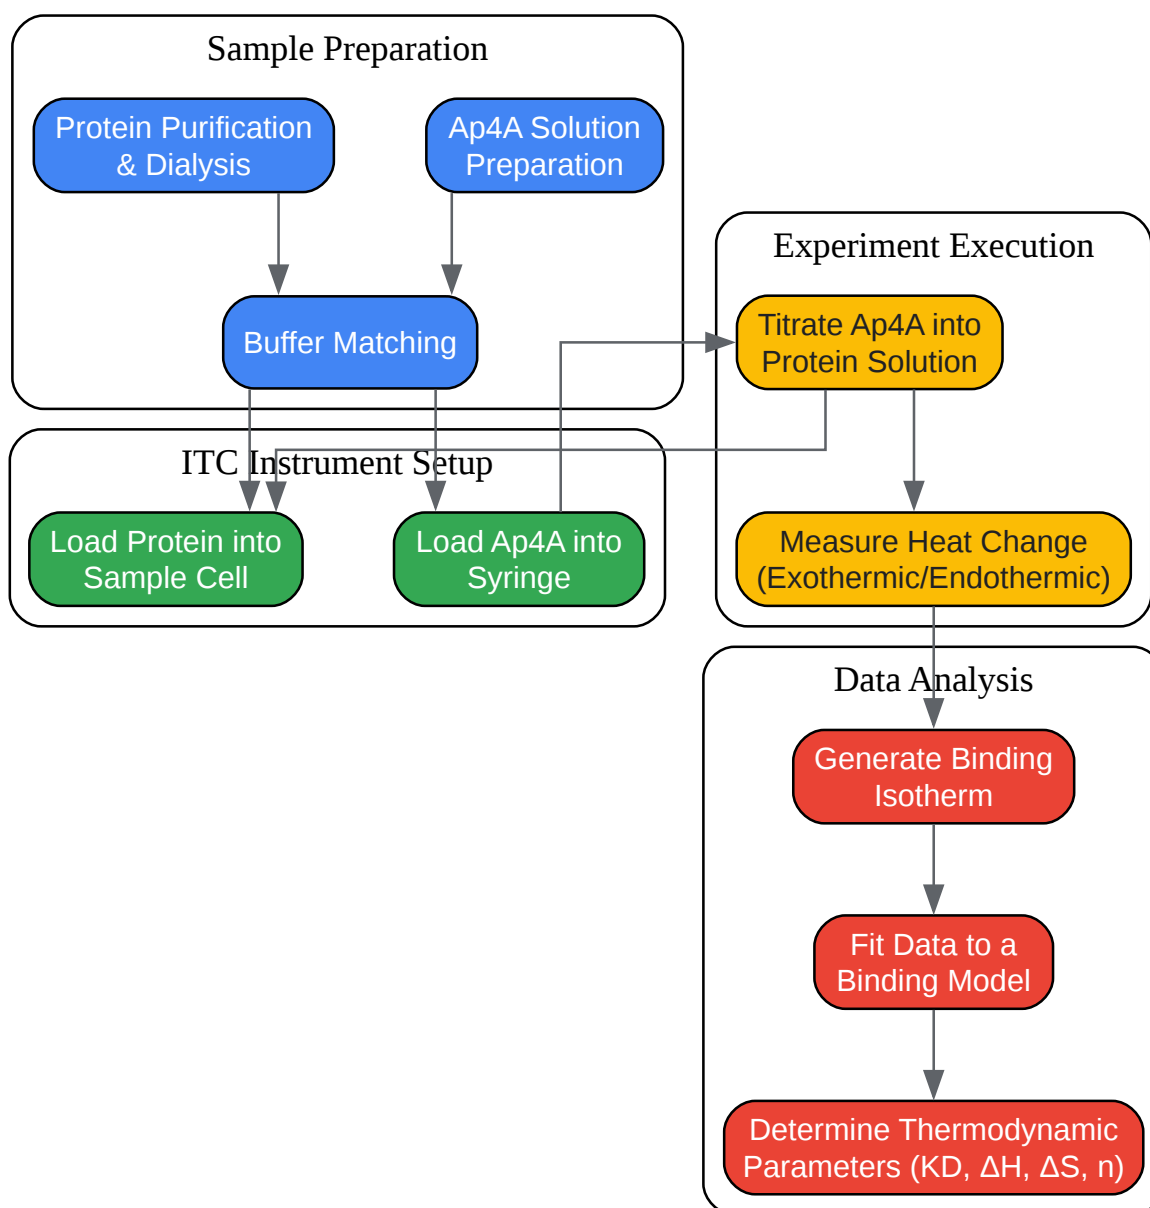 Sample Preparation
Protein Purification
& Dialysis
Ap4A Solution
Preparation
Buffer Matching
ITC Instrument Setup
Load Protein into
Sample Cell
Load Ap4A into
Syringe
Experiment Execution
Titrate Ap4A into
Protein Solution
Measure Heat Change
(Exothermic/Endothermic)
Data Analysis
Generate Binding
Isotherm
Fit Data to a
Binding Model
Determine Thermodynamic
Parameters (KD, ΔH, ΔS, n)